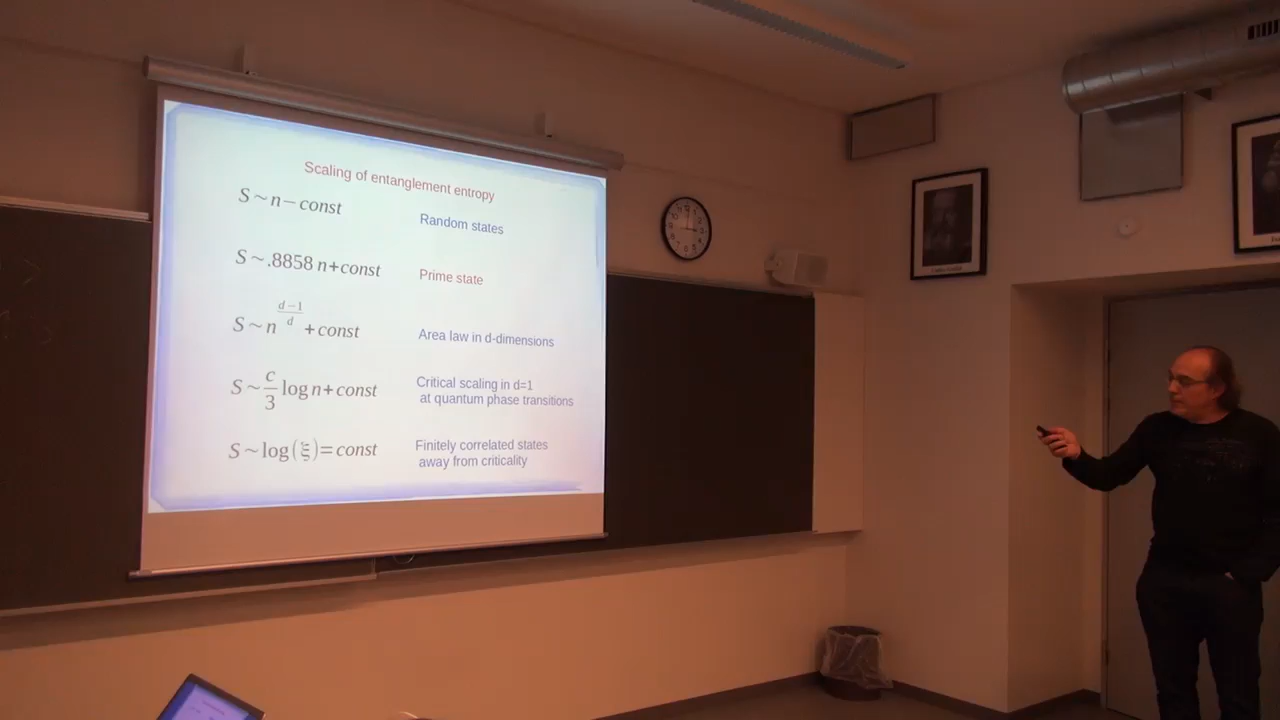 Scaling of entanglement entropy
S ~ n − const
Random states
S ~ .8858 n + const
Prime state
S ~ n^((d−1)/d) + const
Area law in d-dimensions
S ~ c/3 log n + const
Critical scaling in d=1
at quantum phase transitions
S ~ log(ξ) = const
Finitely correlated states
away from criticality